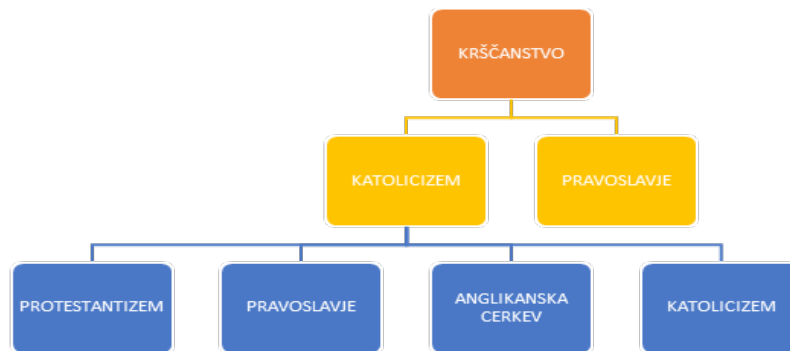 KRŠČANSTVO
KATOLICIZEM
PRAVOSLAVJE
PROTESTANTIZEM
PRAVOSLAVJE
ANGLIKANSKA
CERKEV
KATOLICIZEM